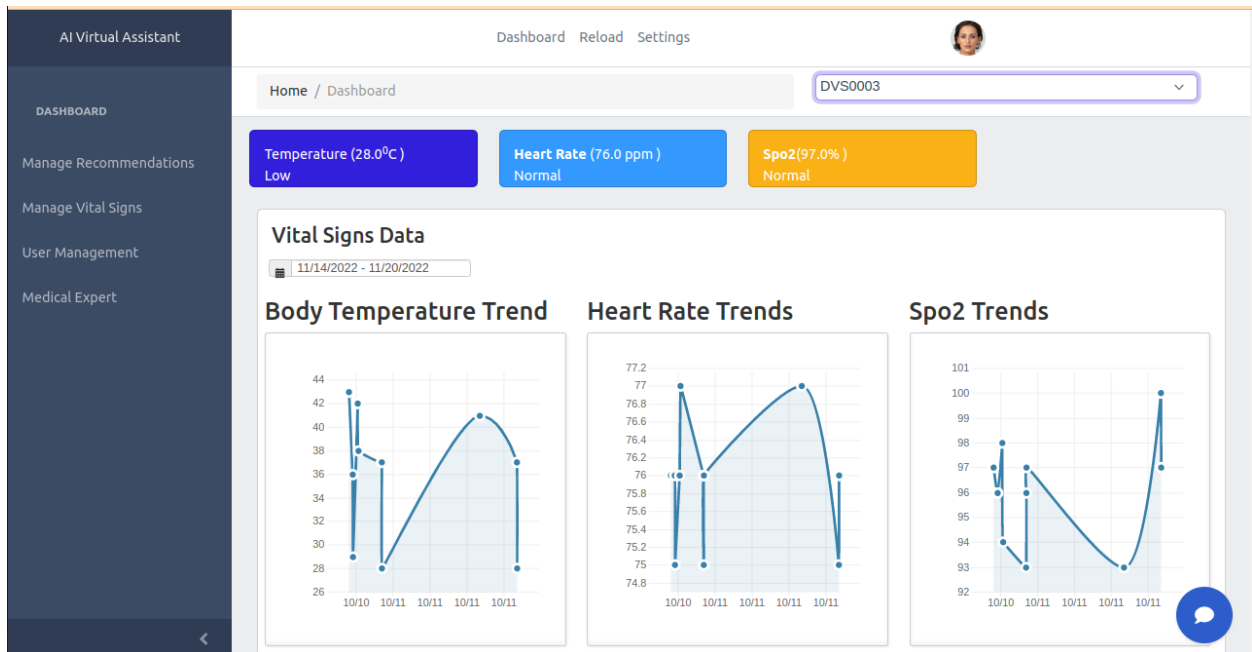 AI Virtual Assistant
Dashboard Reload Settings
Home / Dashboard
DVS0003
DASHBOARD
Manage Recommendations
Manage Vital Signs
User Management
Medical Expert
Temperature (28.0⁰C )
Low
Heart Rate (76.0 ppm )
Normal
Spo2(97.0% )
Normal
Vital Signs Data
11/14/2022 - 11/20/2022
Body Temperature Trend
44
42
40
38
36
34
32
30
28
26
10/10 10/11 10/11 10/11 10/11
Heart Rate Trends
77.2
77
76.8
76.6
76.4
76.2
76
75.8
75.6
75.4
75.2
75
74.8
10/10 10/11 10/11 10/11 10/11
Spo2 Trends
101
100
99
98
97
96
95
94
93
92
10/10 10/11 10/11 10/11 10/11